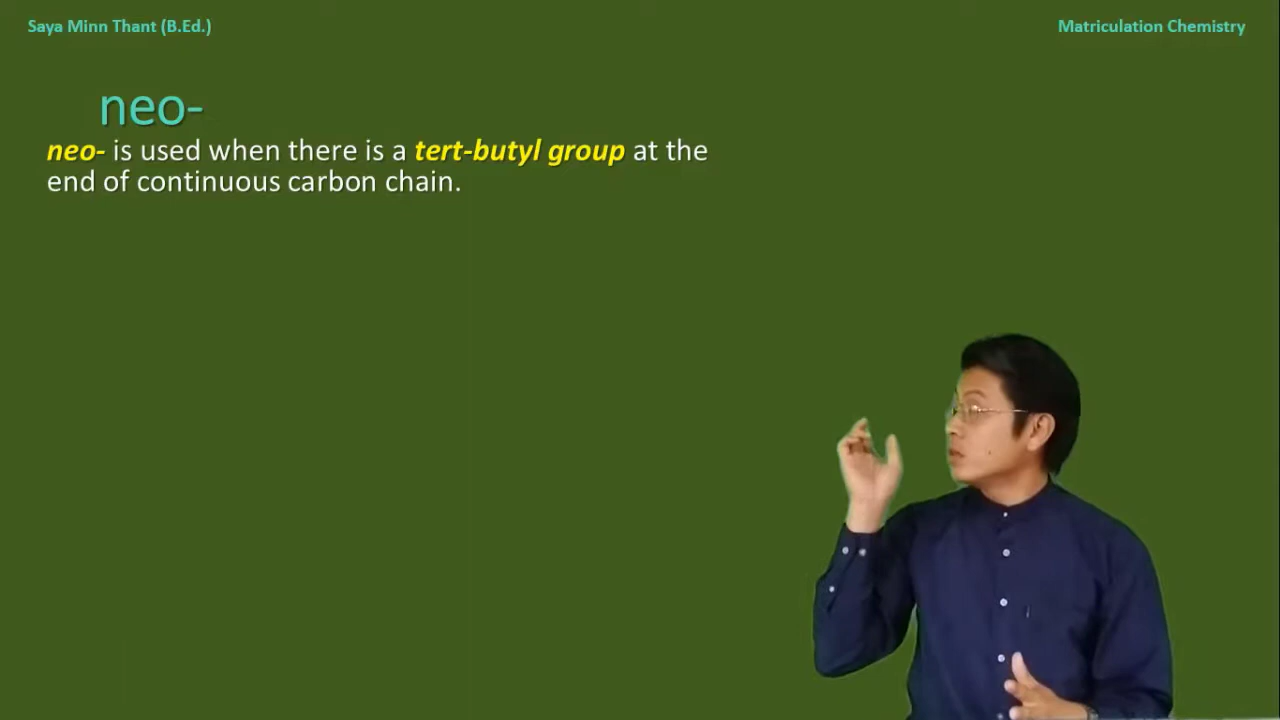 Saya Minn Thant (B.Ed.)
Matriculation Chemistry
neo-
neo- is used when there is a tert-butyl group at the
end of continuous carbon chain.